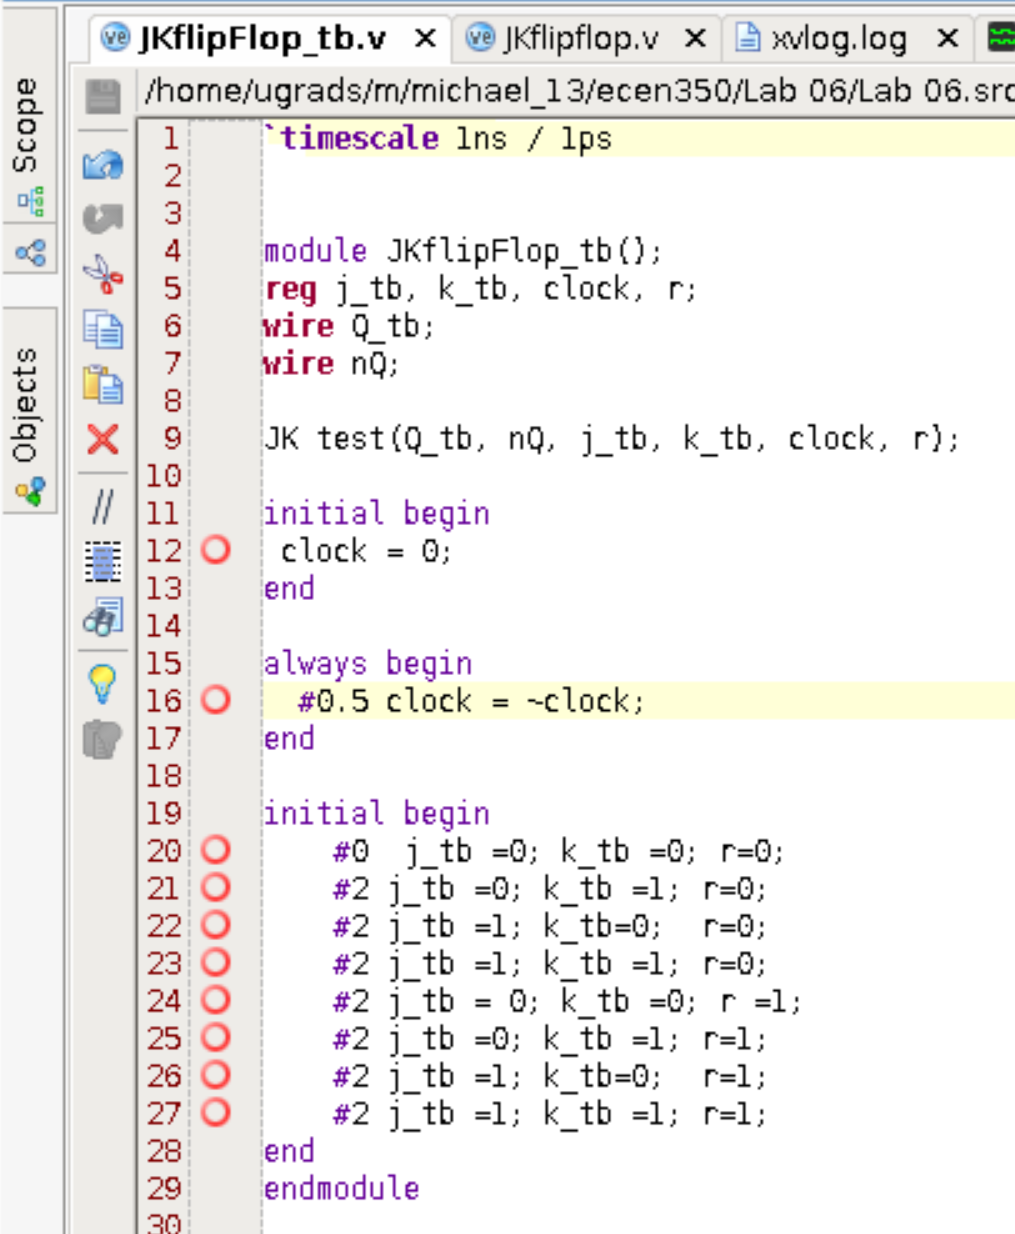 JKflipFlop_tb.v
JKflipflop.v
xvlog.log
/home/ugrads/m/michael_13/ecen350/Lab 06/Lab 06.src
Scope
Objects
1 `timescale 1ns / 1ps
2
3
4 module JKflipFlop_tb();
5 reg j_tb, k_tb, clock, r;
6 wire Q_tb;
7 wire nQ;
8
9 JK test(Q_tb, nQ, j_tb, k_tb, clock, r);
10
11 initial begin
12 clock = 0;
13 end
14
15 always begin
16 #0.5 clock = ~clock;
17 end
18
19 initial begin
20 #0  j_tb =0; k_tb =0; r=0;
21 #2 j_tb =0; k_tb =1; r=0;
22 #2 j_tb =1; k_tb=0;  r=0;
23 #2 j_tb =1; k_tb =1; r=0;
24 #2 j_tb = 0; k_tb =0; r =1;
25 #2 j_tb =0; k_tb =1; r=1;
26 #2 j_tb =1; k_tb=0;  r=1;
27 #2 j_tb =1; k_tb =1; r=1;
28 end
29 endmodule
30